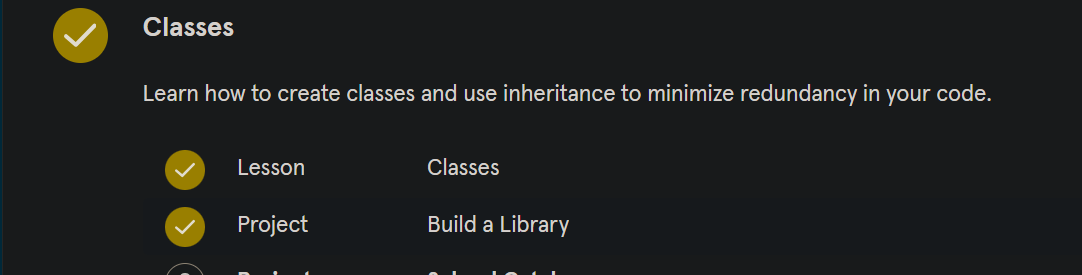 Classes
Learn how to create classes and use inheritance to minimize redundancy in your code.
Lesson Classes
Project Build a Library